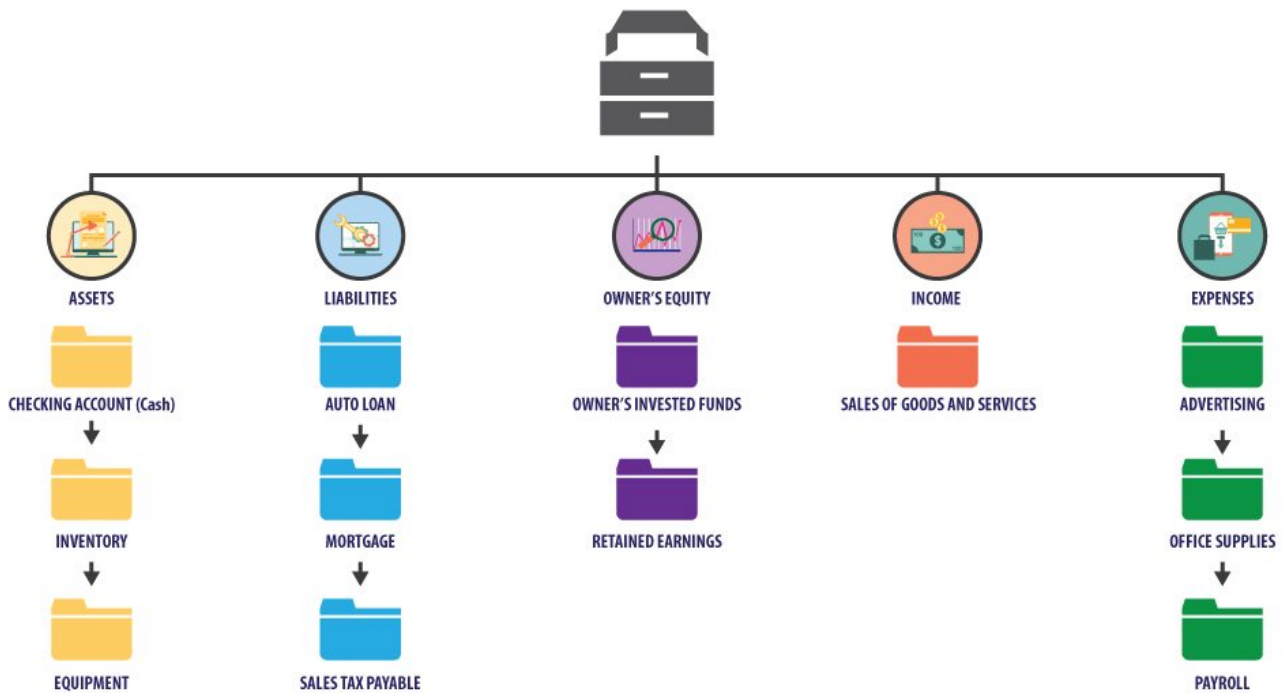 ASSETS
LIABILITIES
OWNER'S EQUITY
INCOME
EXPENSES
CHECKING ACCOUNT (Cash)
AUTO LOAN
OWNER'S INVESTED FUNDS
SALES OF GOODS AND SERVICES
ADVERTISING
INVENTORY
MORTGAGE
RETAINED EARNINGS
OFFICE SUPPLIES
EQUIPMENT
SALES TAX PAYABLE
PAYROLL